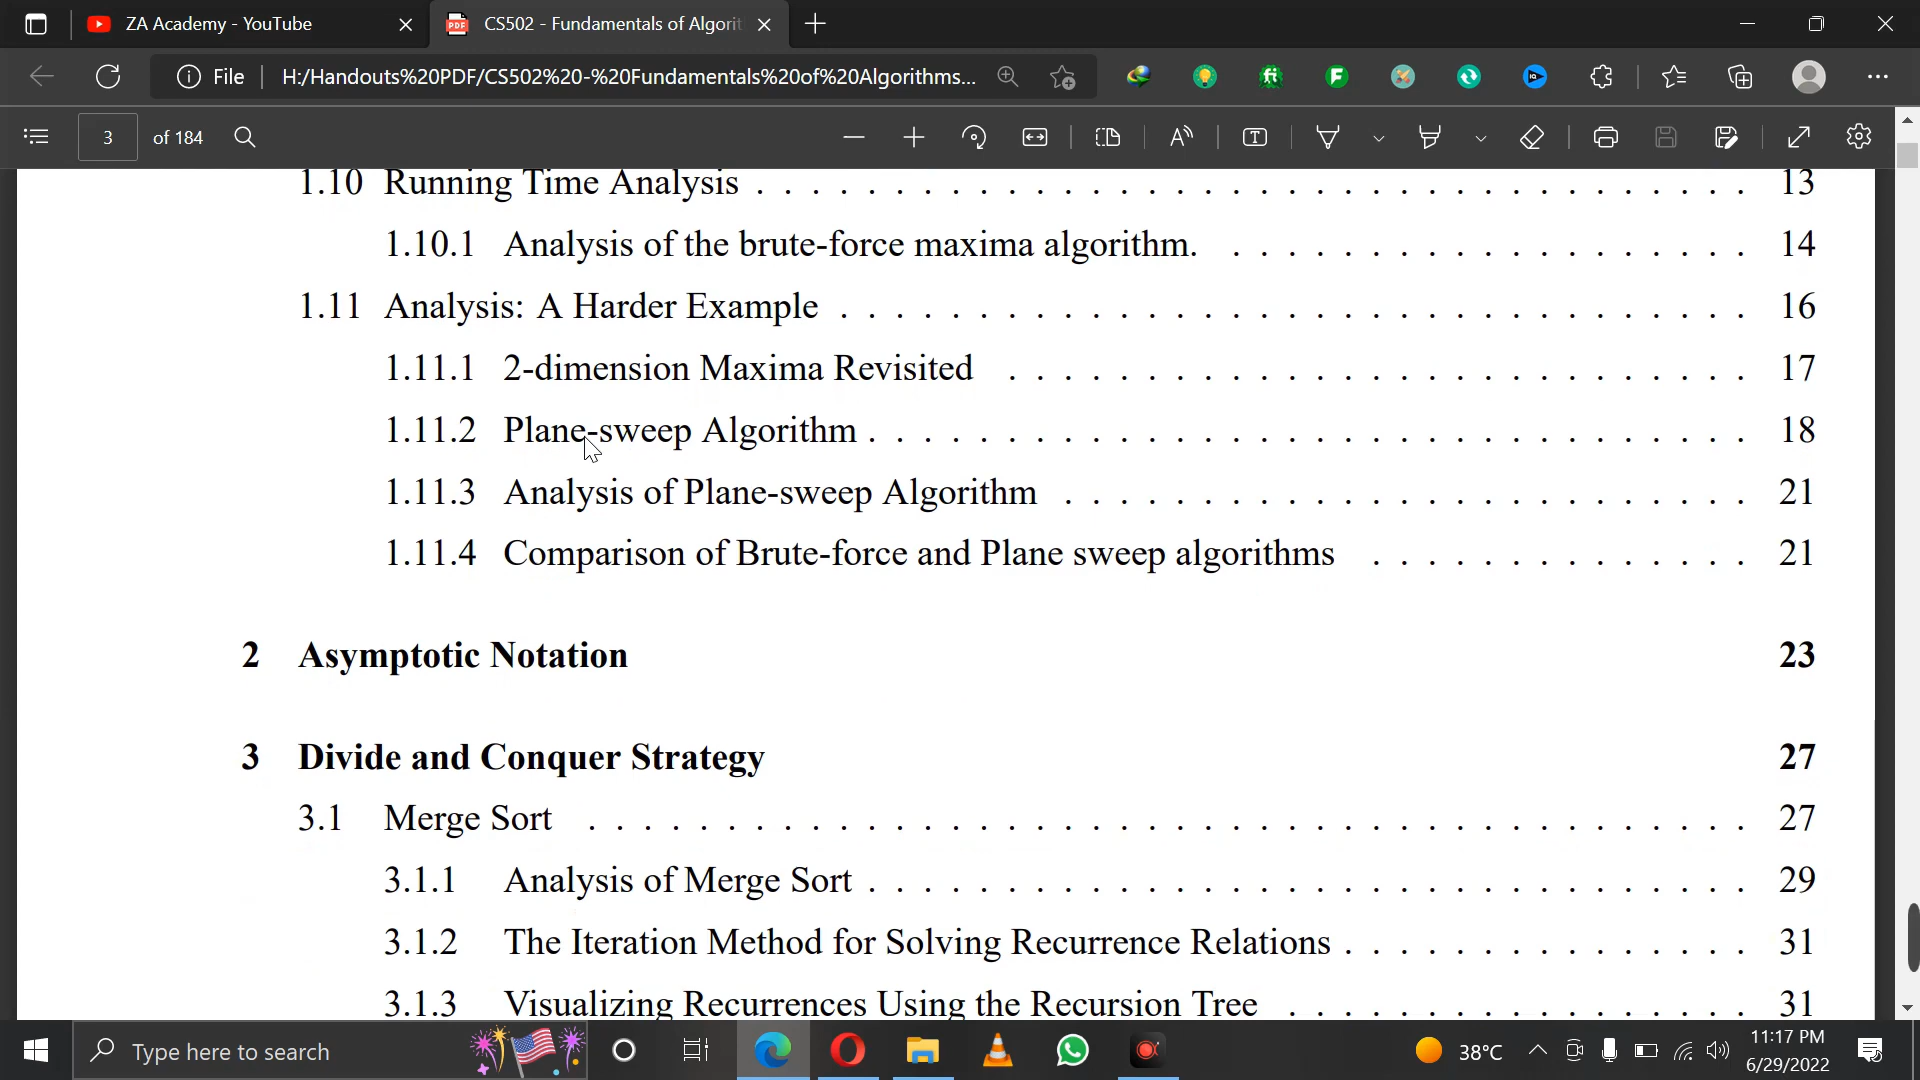 ZA Academy - YouTube
CS502 - Fundamentals of Algorit
File
H:/Handouts%20PDF/CS502%20-%20Fundamentals%20of%20Algorithms...
3 of 184
1.10 Running Time Analysis . . . . . . . . . . . . . . . . . . . . . . . . . . . . . . . . . . . . 13
1.10.1 Analysis of the brute-force maxima algorithm. . . . . . . . . . . . . . . . . . . . 14
1.11 Analysis: A Harder Example . . . . . . . . . . . . . . . . . . . . . . . . . . . . . . . . . 16
1.11.1 2-dimension Maxima Revisited . . . . . . . . . . . . . . . . . . . . . . . . . . . 17
1.11.2 Plane-sweep Algorithm . . . . . . . . . . . . . . . . . . . . . . . . . . . . . . . . 18
1.11.3 Analysis of Plane-sweep Algorithm . . . . . . . . . . . . . . . . . . . . . . . . . 21
1.11.4 Comparison of Brute-force and Plane sweep algorithms . . . . . . . . . . . . . . 21
2 Asymptotic Notation 23
3 Divide and Conquer Strategy 27
3.1 Merge Sort . . . . . . . . . . . . . . . . . . . . . . . . . . . . . . . . . . . . . . . . . . 27
3.1.1 Analysis of Merge Sort . . . . . . . . . . . . . . . . . . . . . . . . . . . . . . . . 29
3.1.2 The Iteration Method for Solving Recurrence Relations . . . . . . . . . . . . . . . 31
3.1.3 Visualizing Recurrences Using the Recursion Tree . . . . . . . . . . . . . . . . . 31
Type here to search
38°C
11:17 PM
6/29/2022